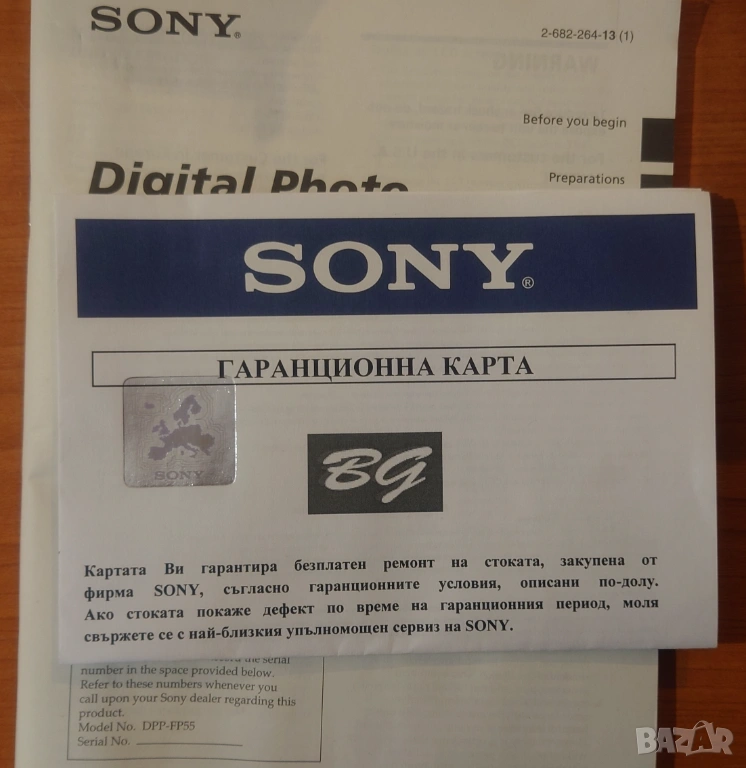 SONY®
2-682-264-13 (1)
Before you begin
Preparations
Digital Photo
SONY®
ГАРАНЦИОННА КАРТА
SONY
BG
Картата Ви гарантира безплатен ремонт на стоката, закупена от
фирма SONY, съгласно гаранционните условия, описани по-долу.
Ако стоката покаже дефект по време на гаранционния период, моля
свържете се с най-близкия упълномощен сервиз на SONY.
the serial
number in the space provided below.
Refer to these numbers whenever you
call upon your Sony dealer regarding this
product.
Model No. DPP-FP55
Serial No.
BAZAR